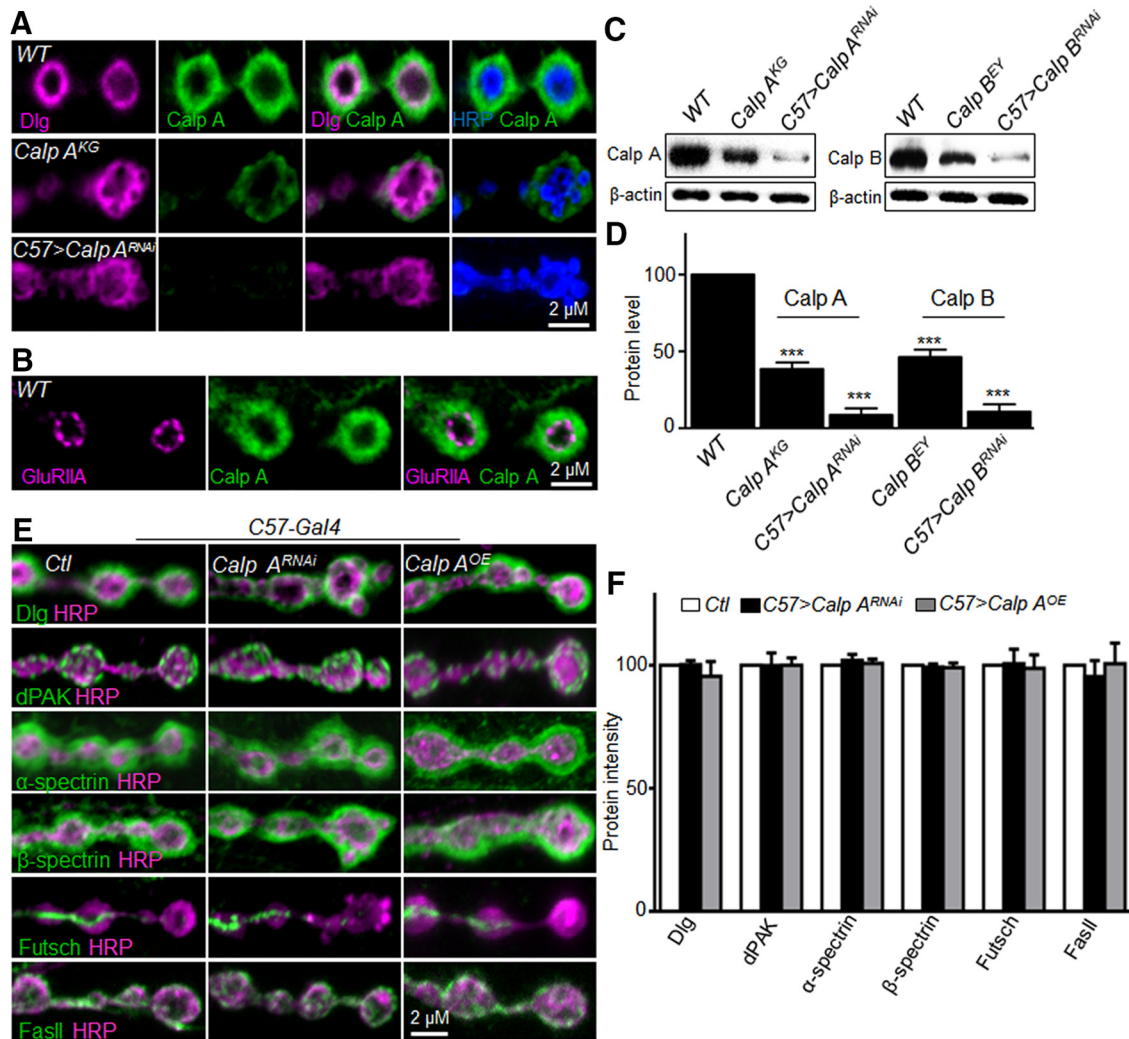 A
WT
Dlg
Calp A
Dlg Calp A
HRP Calp A
Calp A^KG
C57>Calp A^RNAi
2 µM
B
WT
GluRIIA
Calp A
GluRIIA Calp A
2 µM
C
WT
Calp A^KG
C57>Calp A^RNAi
WT
Calp B^EY
C57>Calp B^RNAi
Calp A
β-actin
Calp B
β-actin
D
Protein level
100
50
0
Calp A
Calp B
***
***
***
***
WT
Calp A^KG
C57>Calp A^RNAi
Calp B^EY
C57>Calp B^RNAi
E
C57-Gal4
Ctl
Calp A^RNAi
Calp A^OE
Dlg HRP
dPAK HRP
α-spectrin HRP
β-spectrin HRP
Futsch HRP
FasII HRP
2 µM
F
Ctl
C57>Calp A^RNAi
C57>Calp A^OE
Protein intensity
100
50
0
Dlg
dPAK
α-spectrin
β-spectrin
Futsch
FasII